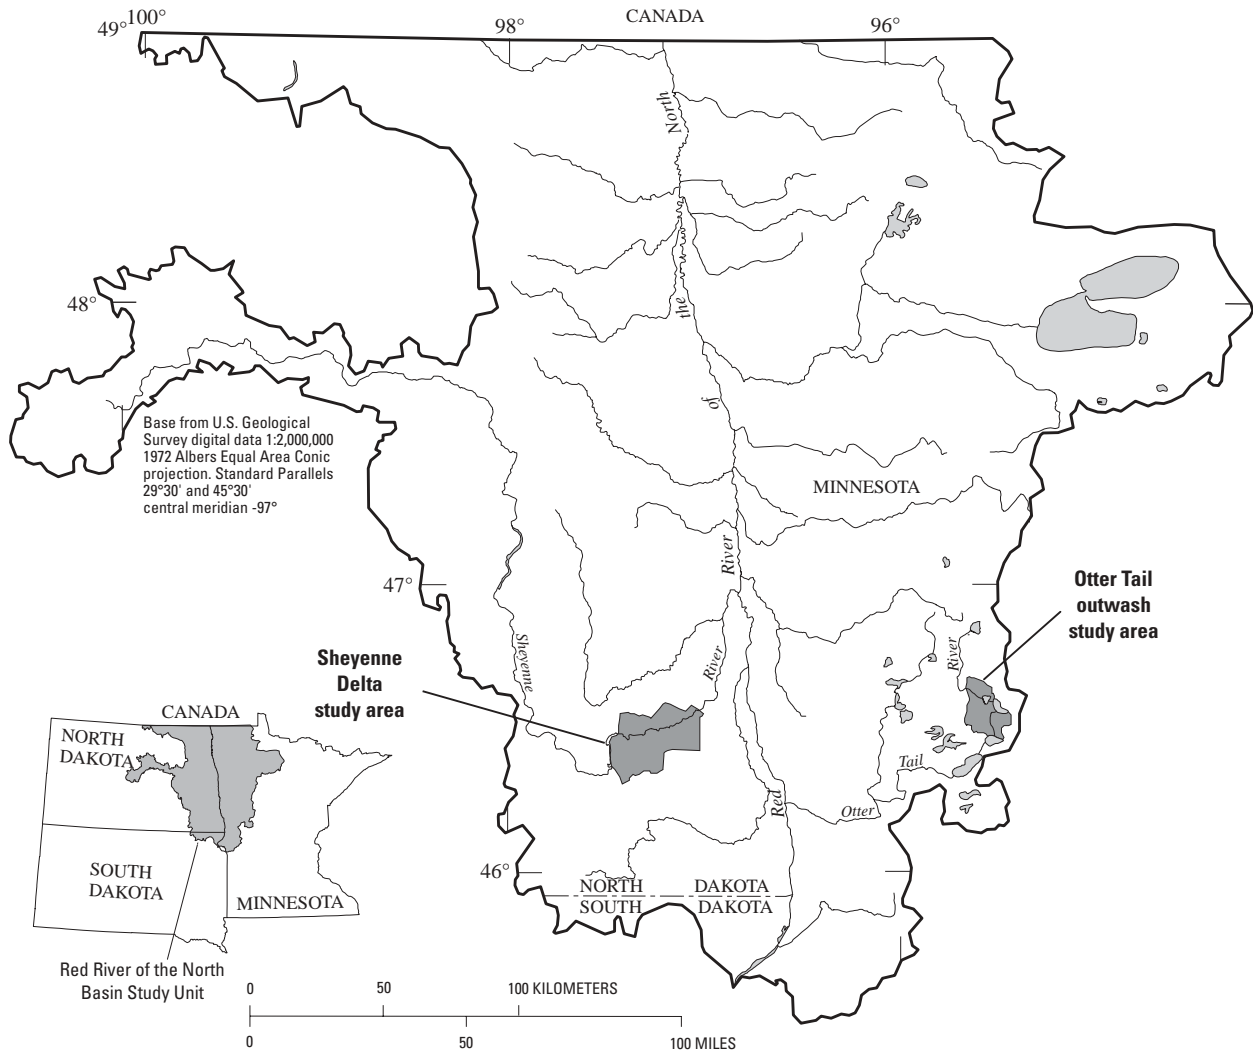 CANADA
49°
100°
98°
96°
North
the
48°
of
Base from U.S. Geological
Survey digital data 1:2,000,000
1972 Albers Equal Area Conic
projection. Standard Parallels
29°30' and 45°30'
central meridian -97°
MINNESOTA
River
47°
Otter Tail
outwash
study area
Sheyenne
River
River
Sheyenne
Delta
study area
CANADA
NORTH
DAKOTA
Tail
Otter
Red
SOUTH
DAKOTA
MINNESOTA
46°
NORTH DAKOTA
SOUTH DAKOTA
Red River of the North
Basin Study Unit
0 50 100 KILOMETERS
0 50 100 MILES